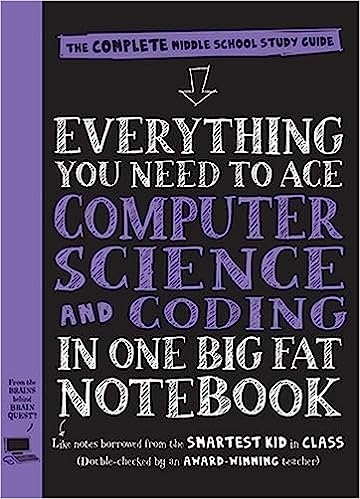 THE COMPLETE MIDDLE SCHOOL STUDY GUIDE
EVERYTHING
YOU NEED TO ACE
COMPUTER
SCIENCE
AND CODING
IN ONE BIG FAT
NOTEBOOK
Like notes borrowed from the SMARTEST KID in CLASS
(Double-checked by an AWARD-WINNING teacher)
From the
BRAINS
behind
BRAIN
QUEST®